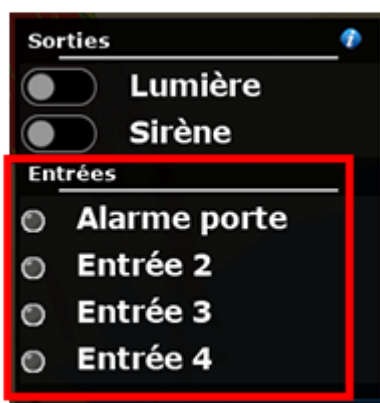 Sorties
Lumière
Sirène
Entrées
Alarme porte
Entrée 2
Entrée 3
Entrée 4